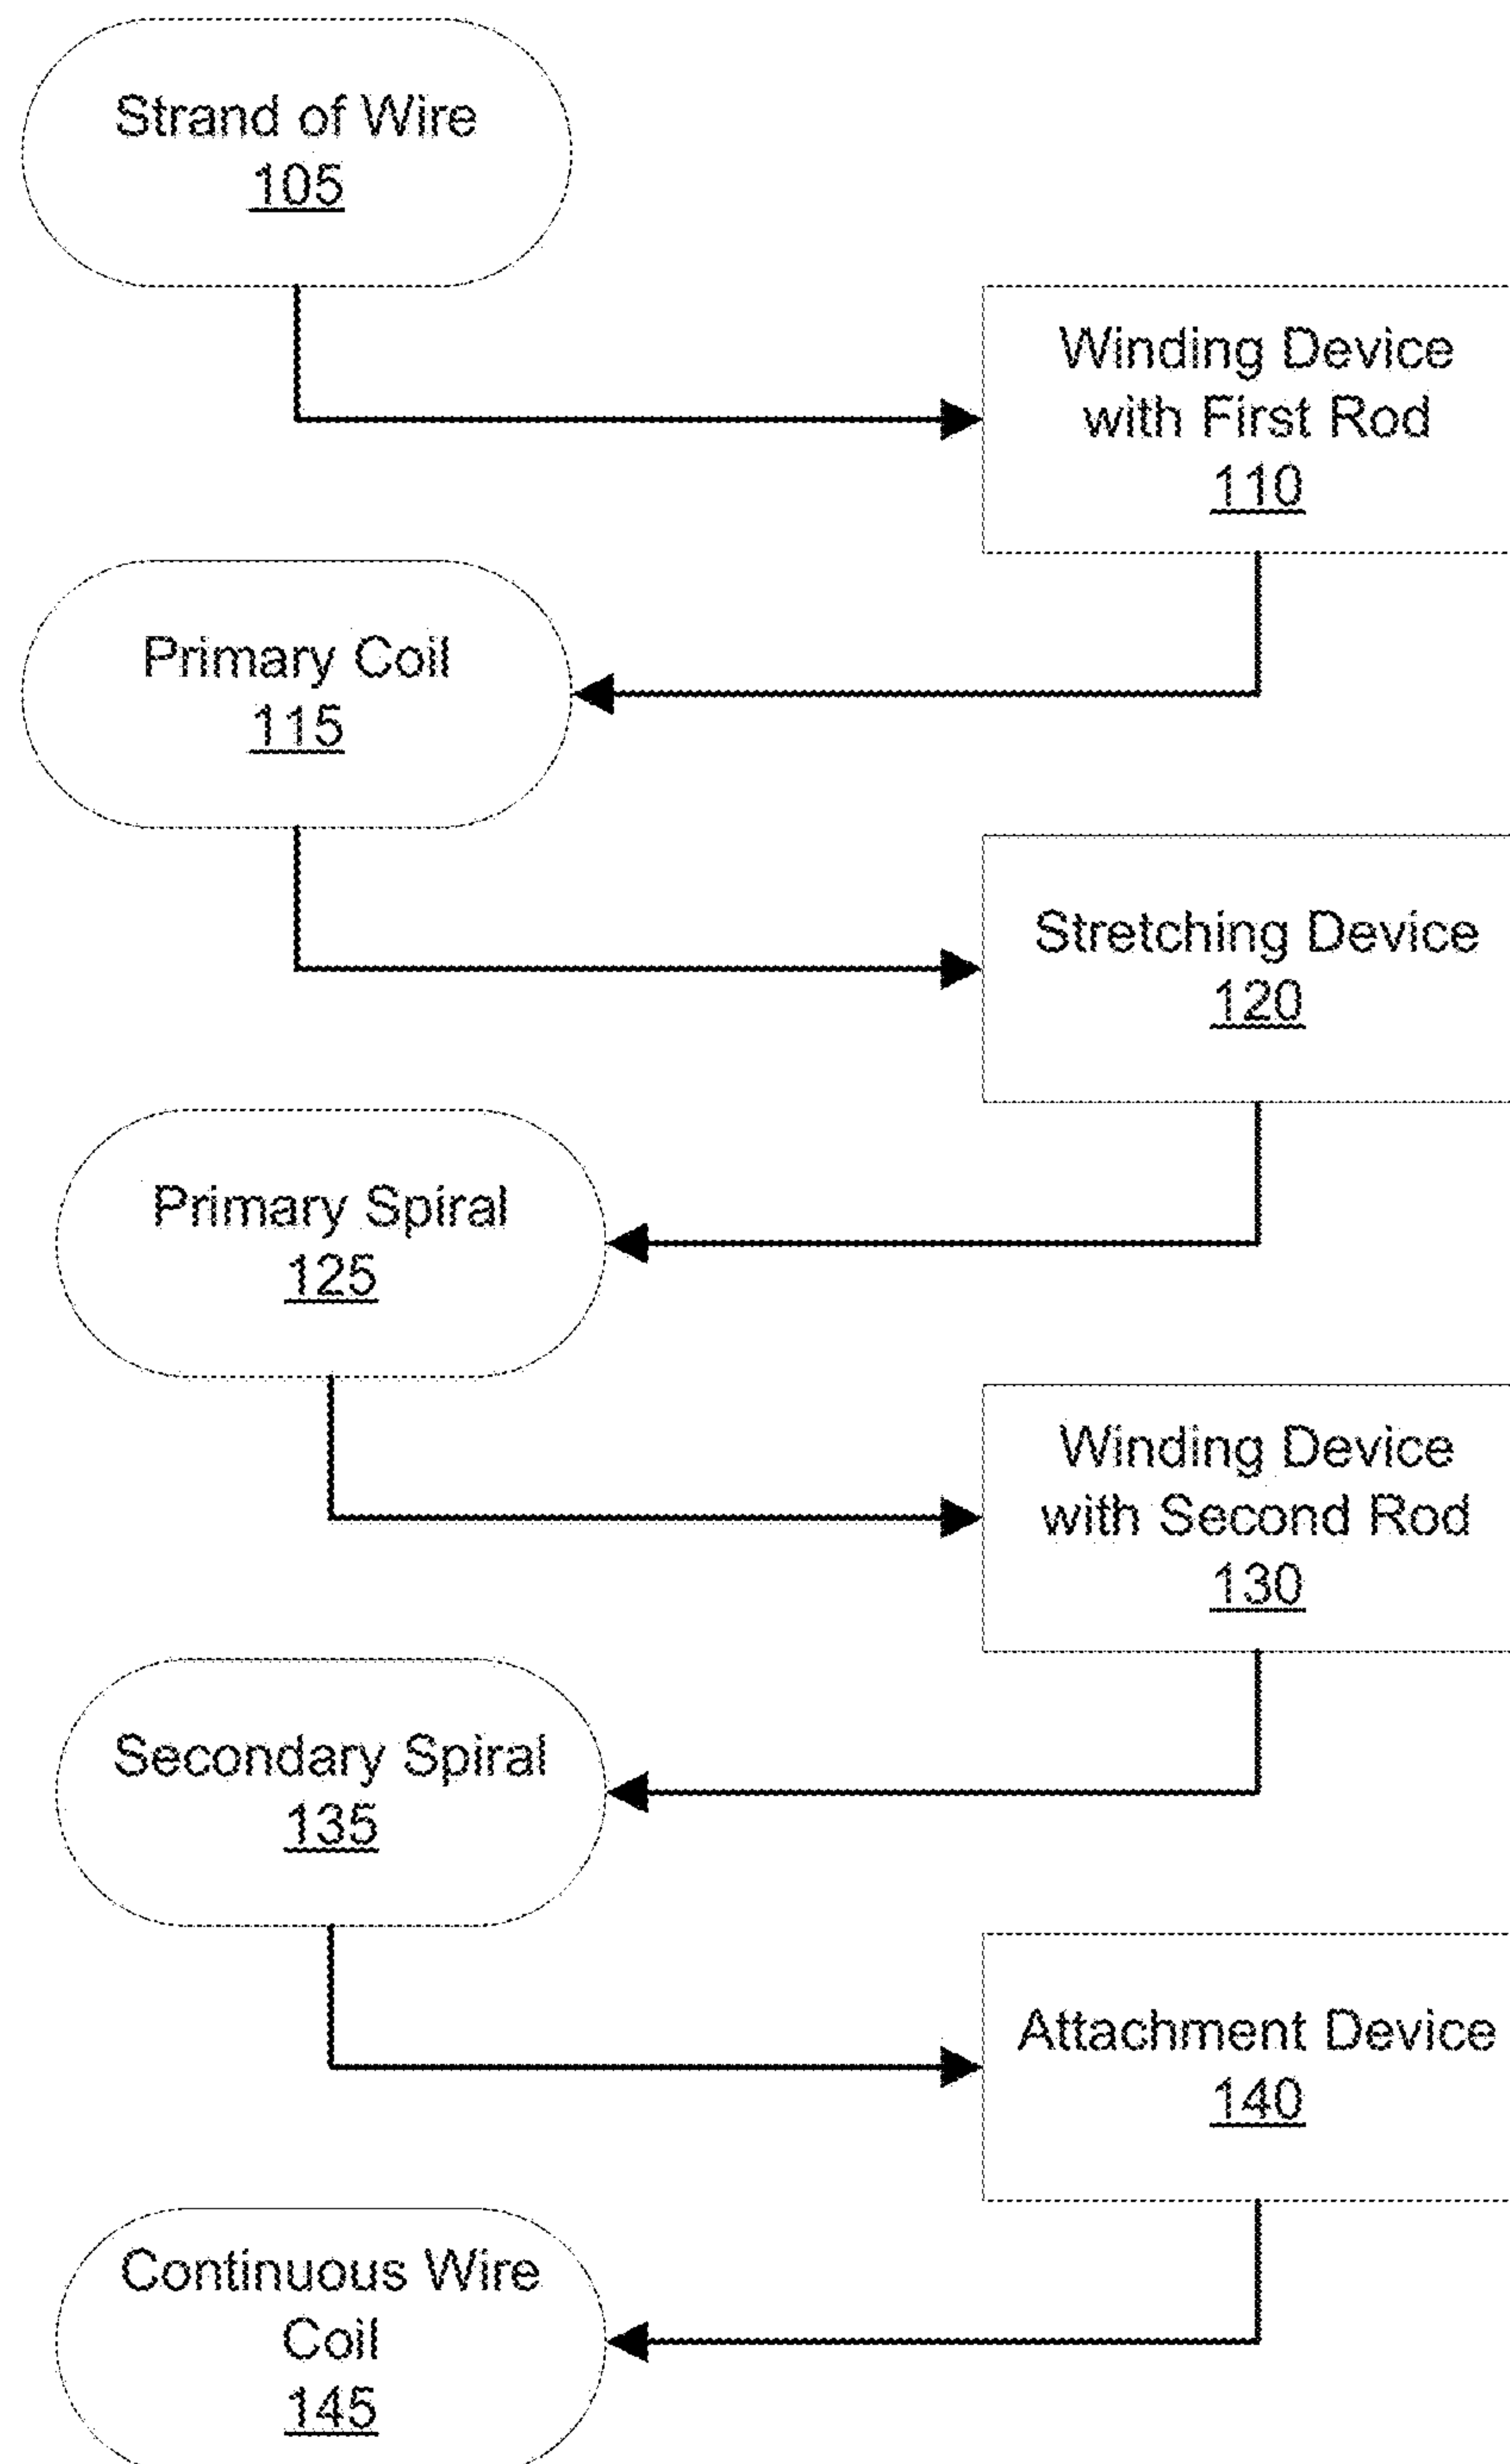 Strand of Wire
105
Winding Device
with First Rod
110
Primary Coil
115
Stretching Device
120
Primary Spiral
125
Winding Device
with Second Rod
130
Secondary Spiral
135
Attachment Device
140
Continuous Wire
Coil
145